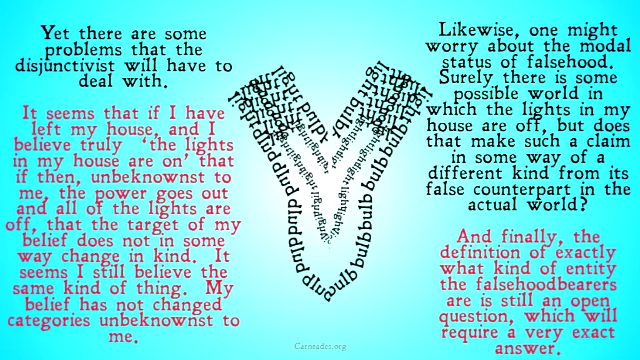 Yet there are some
problems that the
disjunctivist will have to
deal with.
It seems that if I have
left my house, and I
believe truly 'the lights
in my house are on' that
if then, unbeknownst to
me, the power goes out
and all of the lights are
off, that the target of my
belief does not in some
way change in kind. It
seems I still believe the
same kind of thing. My
belief has not changed
categories unbeknownst to
me.
Likewise, one might
worry about the modal
status of falsehood.
Surely there is some
possible world in
which the lights in my
house are off, but does
that make such a claim
in some way of a
different kind from its
false counterpart in the
actual world?
And finally, the
definition of exactly
what kind of entity
the falsehoodbearers
are is still an open
question, which will
require a very exact
answer.
bulb bulb bulb
Carneades.org